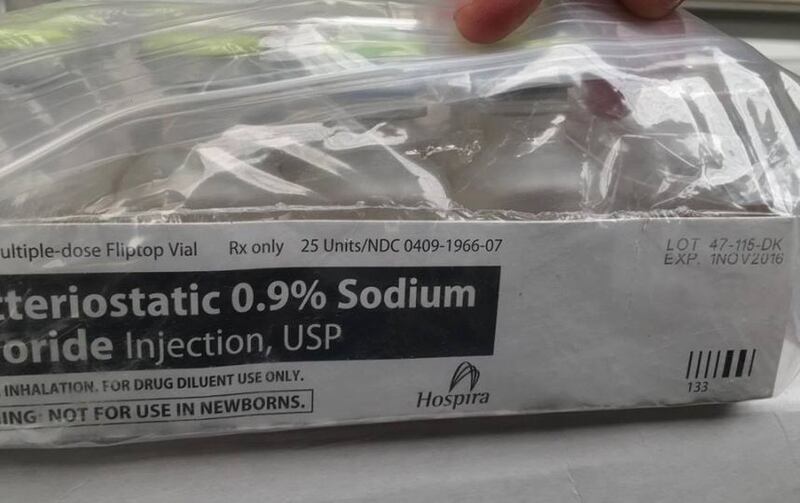 ultiple-dose Fliptop Vial Rx only 25 Units/NDC 0409-1966-07
LOT 47-115-DK
EXP. 1NOV2016
teriostatic 0.9% Sodium
oride Injection, USP
INHALATION. FOR DRUG DILUENT USE ONLY.
ING: NOT FOR USE IN NEWBORNS.
Hospira
133